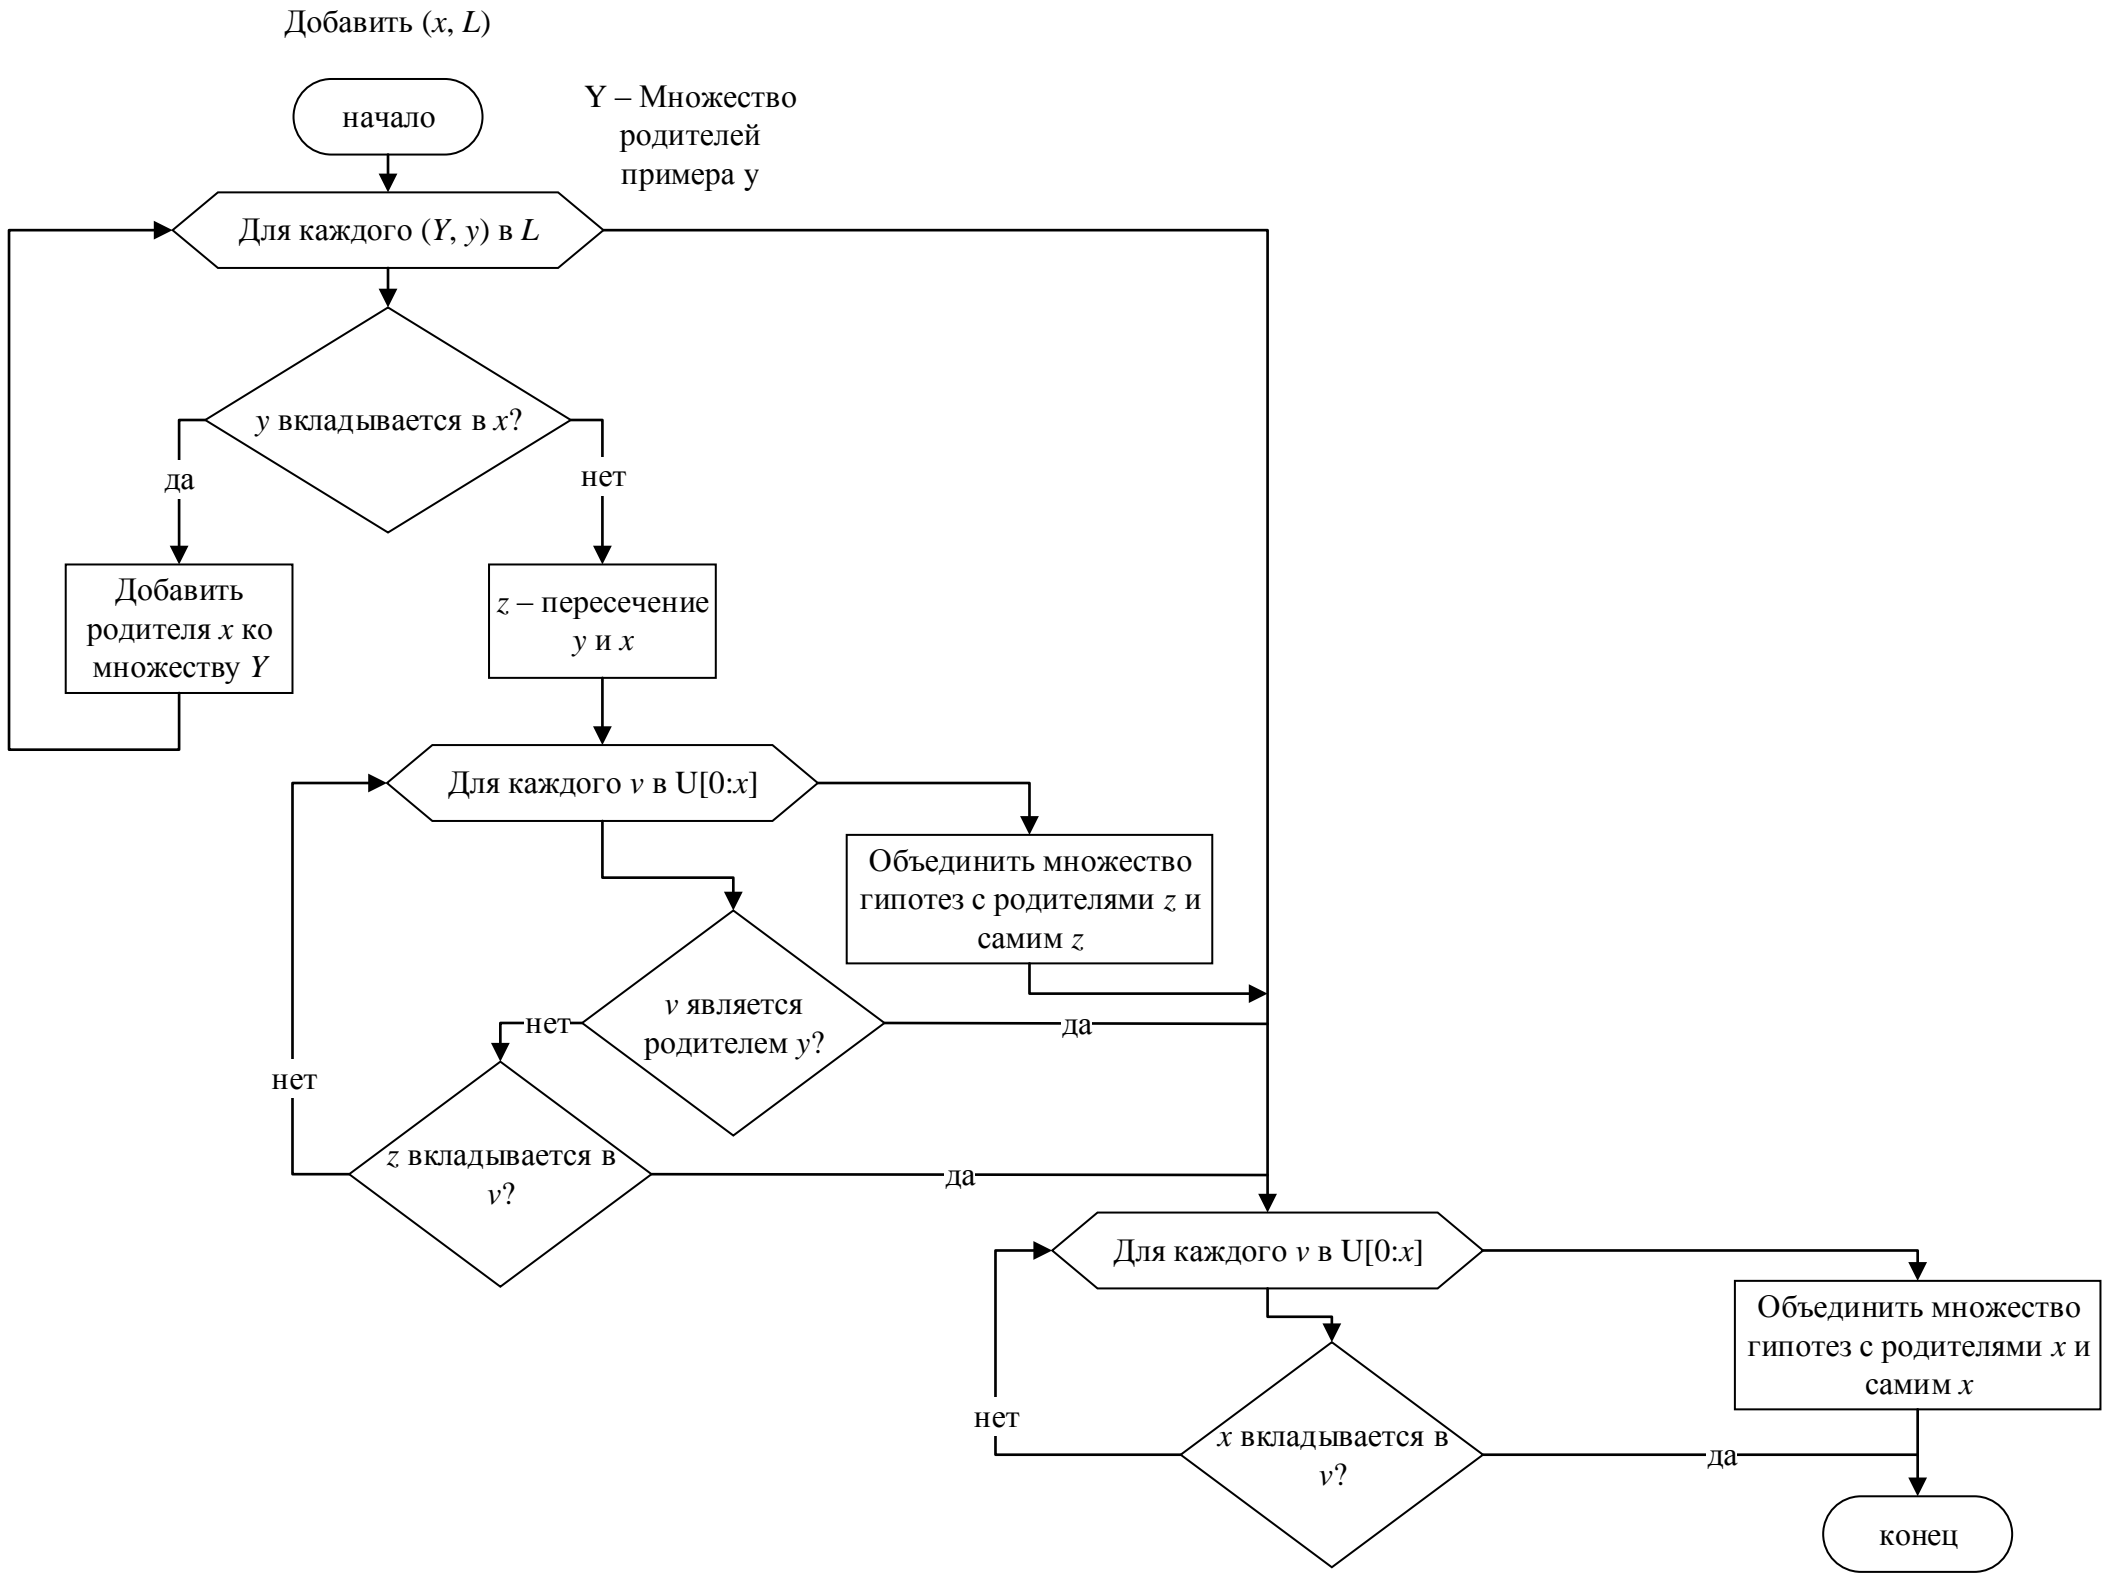 Добавить (x, L)
начало
Y – Множество
родителей
примера y
Для каждого (Y, y) в L
y вкладывается в x?
да
нет
Добавить
родителя x ко
множеству Y
z – пересечение
y и x
Для каждого v в U[0:x]
Объединить множество
гипотез с родителями z и
самим z
v является
родителем y?
нет
да
нет
z вкладывается в
v?
да
Для каждого v в U[0:x]
Объединить множество
гипотез с родителями x и
самим x
нет
x вкладывается в
v?
да
конец